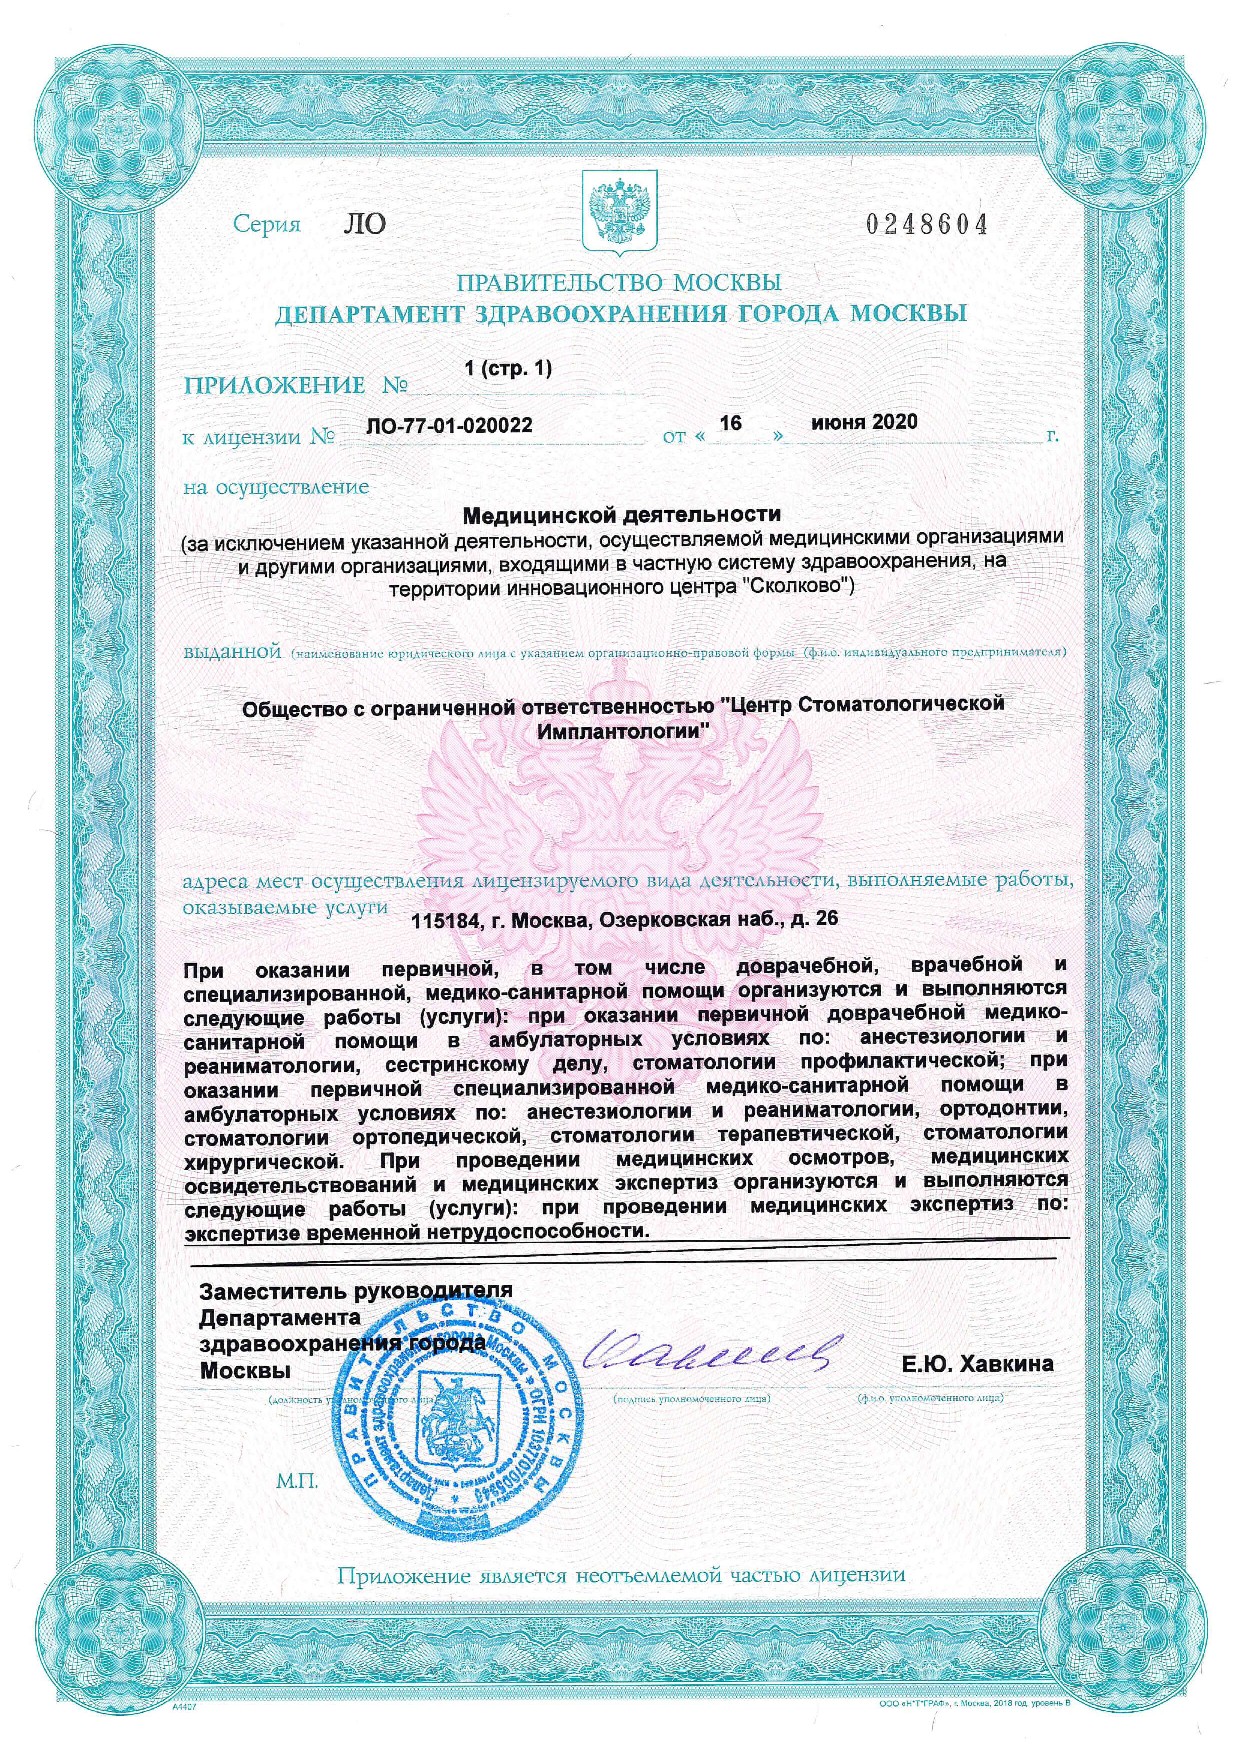 Серия ЛО 0248604
ПРАВИТЕЛЬСТВО МОСКВЫ
ДЕПАРТАМЕНТ ЗДРАВООХРАНЕНИЯ ГОРОДА МОСКВЫ
ПРИЛОЖЕНИЕ № 1 (стр. 1)
к лицензии № ЛО-77-01-020022 от « 16 » июня 2020 г.
на осуществление
Медицинской деятельности
(за исключением указанной деятельности, осуществляемой медицинскими организациями
и другими организациями, входящими в частную систему здравоохранения, на
территории инновационного центра "Сколково")
выданной (наименование юридического лица с указанием организационно-правовой формы (ф.и.о. индивидуального предпринимателя)
Общество с ограниченной ответственностью "Центр Стоматологической
Имплантологии"
адреса мест осуществления лицензируемого вида деятельности, выполняемые работы,
оказываемые услуги 115184, г. Москва, Озерковская наб., д. 26
При оказании первичной, в том числе доврачебной, врачебной и
специализированной, медико-санитарной помощи организуются и выполняются
следующие работы (услуги): при оказании первичной доврачебной медико-
санитарной помощи в амбулаторных условиях по: анестезиологии и
реаниматологии, сестринскому делу, стоматологии профилактической; при
оказании первичной специализированной медико-санитарной помощи в
амбулаторных условиях по: анестезиологии и реаниматологии, ортодонтии,
стоматологии ортопедической, стоматологии терапевтической, стоматологии
хирургической. При проведении медицинских осмотров, медицинских
освидетельствований и медицинских экспертиз организуются и выполняются
следующие работы (услуги): при проведении медицинских экспертиз по:
экспертизе временной нетрудоспособности.
Заместитель руководителя
Департамента
здравоохранения города
Москвы Е.Ю. Хавкина
(должность уполномоченного лица) (подпись уполномоченного лица) (ф.и.о. уполномоченного лица)
ПРАВИТЕЛЬСТВО МОСКВЫ
Департамент здравоохранения города Москвы * ОГРН 1037707005346
М.П.
Приложение является неотъемлемой частью лицензии
А4407 ООО «Н"Т"ГРАФ», г. Москва, 2018 год, уровень В